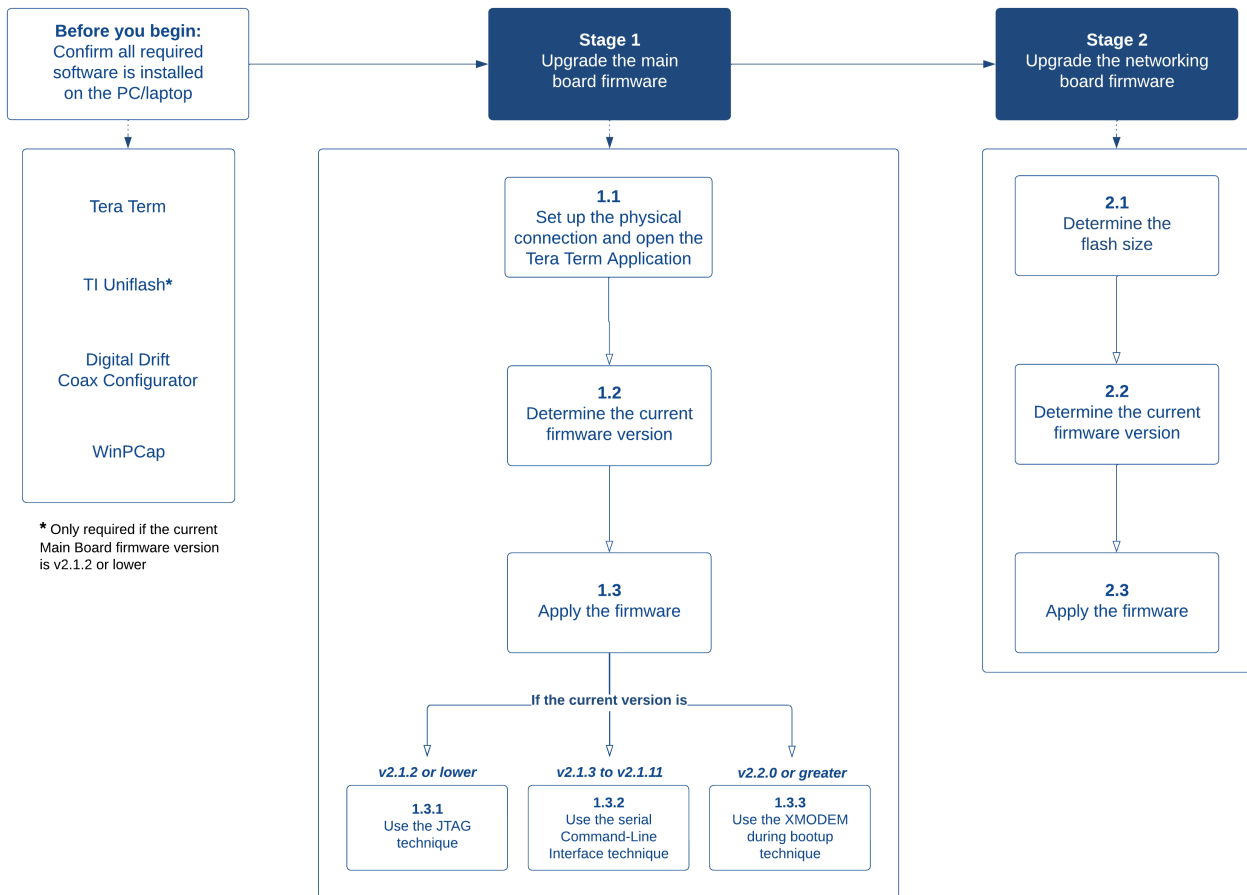 Before you begin:
Confirm all required
software is installed
on the PC/laptop
Stage 1
Upgrade the main
board firmware
Stage 2
Upgrade the networking
board firmware
Tera Term
TI Uniflash*
Digital Drift
Coax Configurator
WinPCap
* Only required if the current
Main Board firmware version
is v2.1.2 or lower
1.1
Set up the physical
connection and open the
Tera Term Application
1.2
Determine the current
firmware version
1.3
Apply the firmware
If the current version is
v2.1.2 or lower
1.3.1
Use the JTAG
technique
v2.1.3 to v2.1.11
1.3.2
Use the serial
Command-Line
Interface technique
v2.2.0 or greater
1.3.3
Use the XMODEM
during bootup
technique
2.1
Determine the
flash size
2.2
Determine the current
firmware version
2.3
Apply the firmware